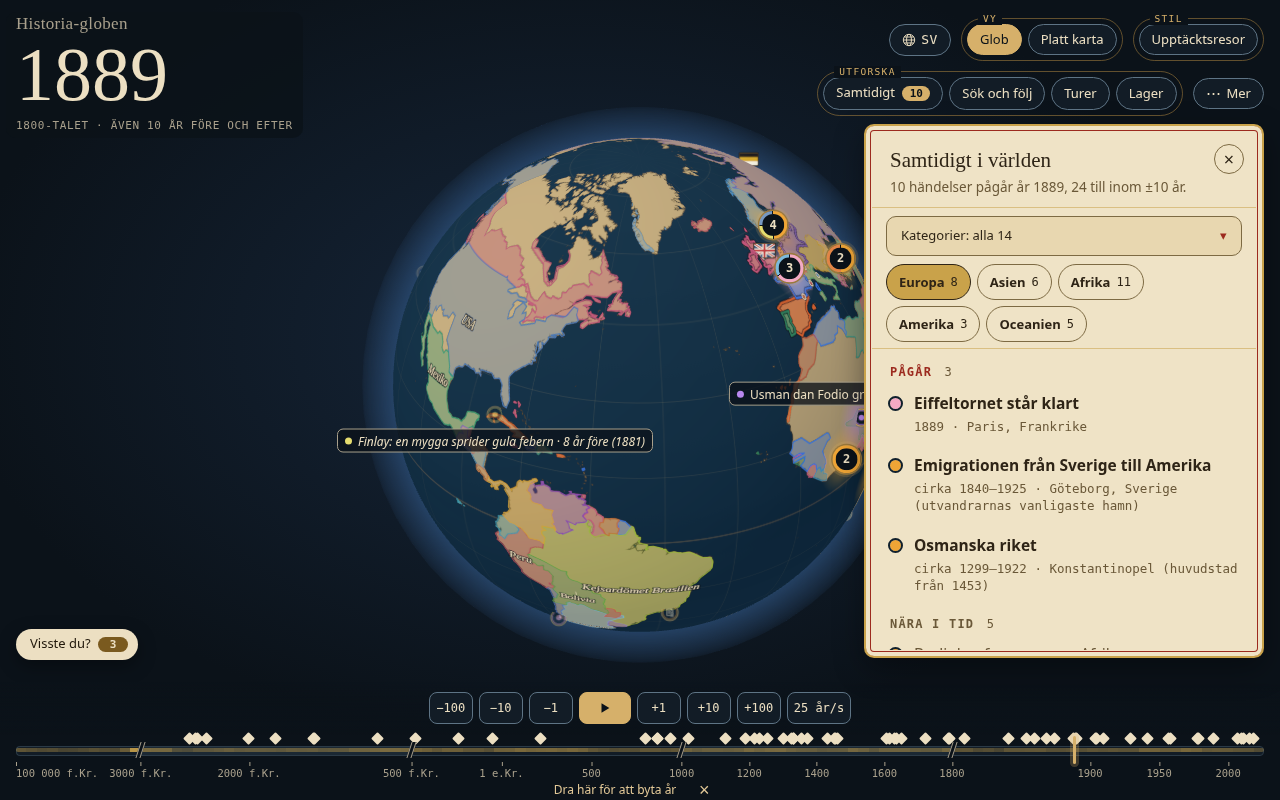 Historia-globen
1889
1800-TALET · ÄVEN 10 ÅR FÖRE OCH EFTER
SV
VY
Glob
Platt karta
STIL
Upptäcktsresor
UTFORSKA
Samtidigt 10
Sök och följ
Turer
Lager
··· Mer
Samtidigt i världen
×
10 händelser pågår år 1889, 24 till inom ±10 år.
Kategorier: alla 14
Europa 8
Asien 6
Afrika 11
Amerika 3
Oceanien 5
PÅGÅR 3
Eiffeltornet står klart
1889 · Paris, Frankrike
Emigrationen från Sverige till Amerika
cirka 1840–1925 · Göteborg, Sverige
(utvandrarnas vanligaste hamn)
Osmanska riket
cirka 1299–1922 · Konstantinopel (huvudstad
från 1453)
NÄRA I TID 5
4
3
2
USA
Mexiko
Usman dan Fodio gr
Finlay: en mygga sprider gula febern · 8 år före (1881)
2
Peru
Kejsardömet Brasilien
Bolivia
Visste du? 3
−100
−10
−1
+1
+10
+100
25 år/s
100 000 f.Kr.
3000 f.Kr.
2000 f.Kr.
500 f.Kr.
1 e.Kr.
500
1000
1200
1400
1600
1800
1900
1950
2000
Dra här för att byta år ×